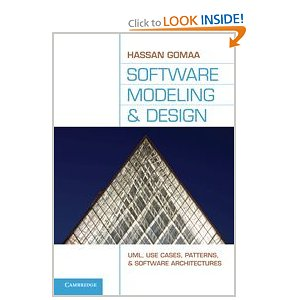 Click to LOOK INSIDE!
HASSAN GOMAA
SOFTWARE
MODELING
& DESIGN
UML, USE CASES, PATTERNS,
& SOFTWARE ARCHITECTURES
CAMBRIDGE